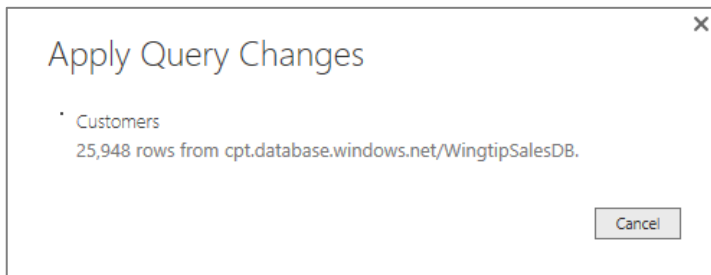 Apply Query Changes
Customers
25,948 rows from cpt.database.windows.net/WingtipSalesDB.
Cancel